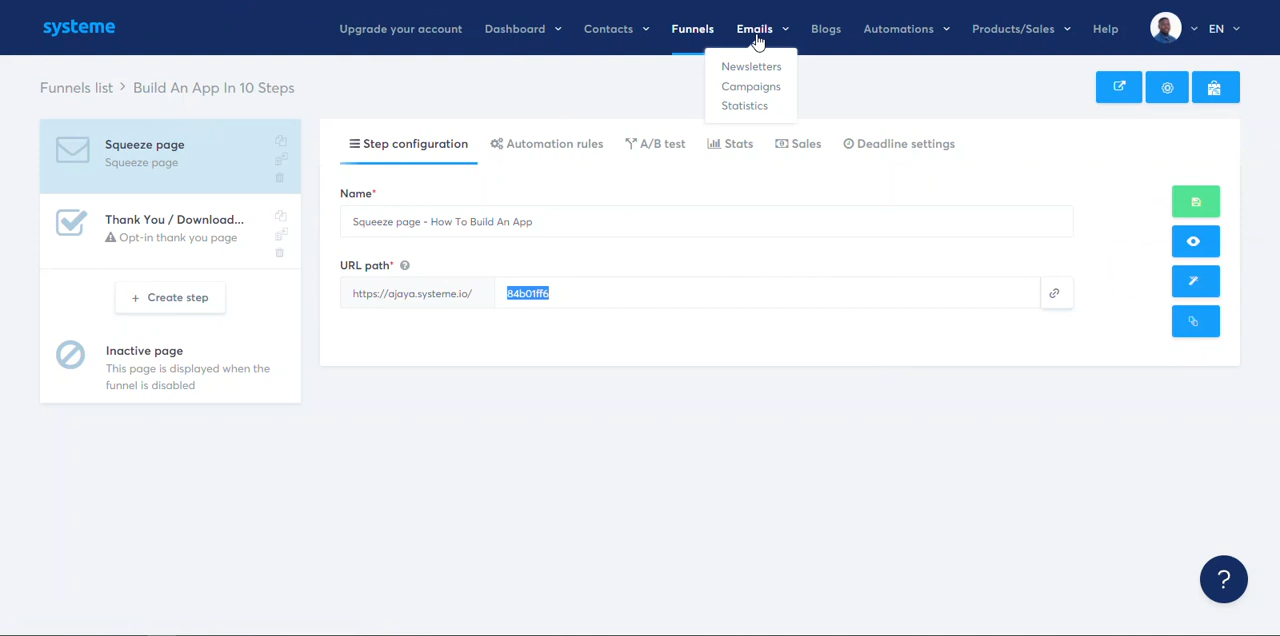 systeme
Upgrade your account Dashboard Contacts Funnels Emails Blogs Automations Products/Sales Help EN
Newsletters
Campaigns
Statistics
Funnels list > Build An App In 10 Steps
Squeeze page
Squeeze page
Thank You / Download...
Opt-in thank you page
+ Create step
Inactive page
This page is displayed when the
funnel is disabled
Step configuration Automation rules A/B test Stats Sales Deadline settings
Name*
Squeeze page - How To Build An App
URL path* ?
https://ajaya.systeme.io/ 84b01ff6
?